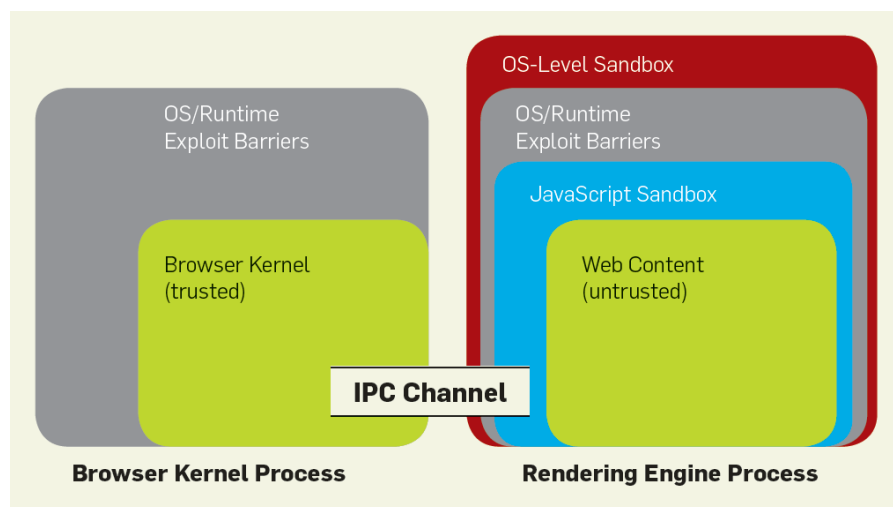 OS/Runtime
Exploit Barriers
Browser Kernel
(trusted)
OS-Level Sandbox
OS/Runtime
Exploit Barriers
JavaScript Sandbox
Web Content
(untrusted)
IPC Channel
Browser Kernel Process
Rendering Engine Process